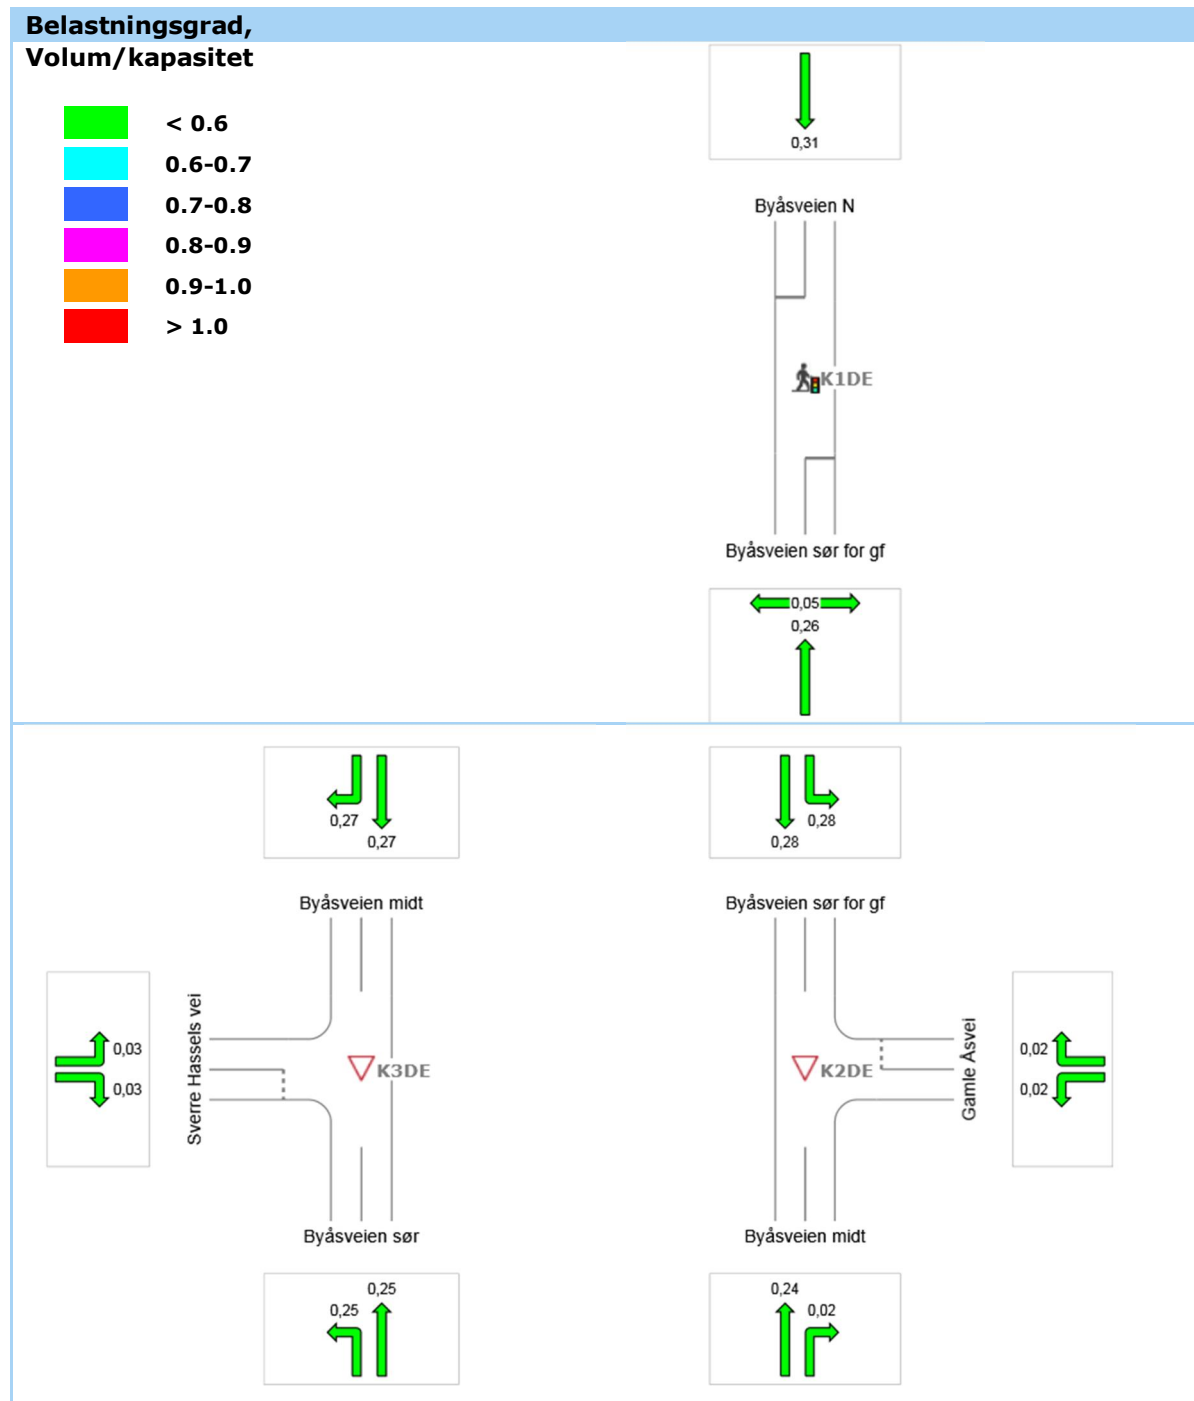 Belastningsgrad,
Volum/kapasitet
< 0.6
0.6-0.7
0.7-0.8
0.8-0.9
0.9-1.0
> 1.0
0,31
Byåsveien N
K1DE
Byåsveien sør for gf
0,05
0,26
0,27
0,27
Byåsveien midt
0,03
0,03
Sverre Hassels vei
K3DE
Byåsveien sør
0,25
0,25
0,28
0,28
Byåsveien sør for gf
K2DE
Gamle Åsvei
0,02
0,02
Byåsveien midt
0,24
0,02